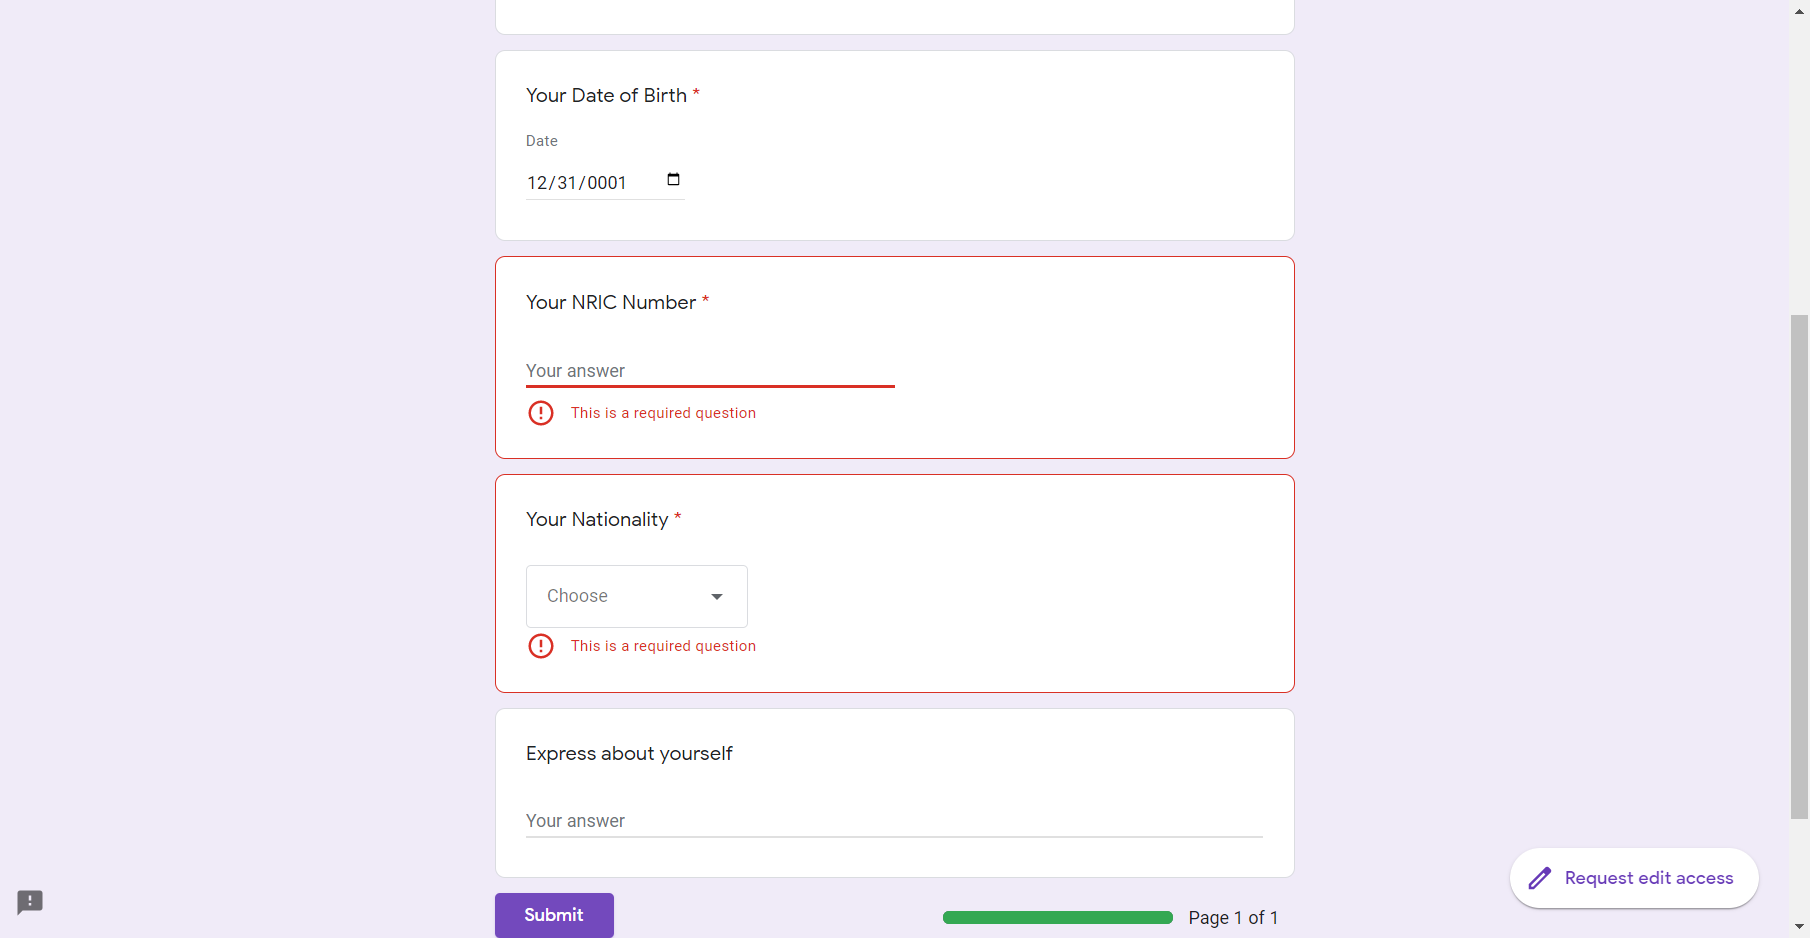 Your Date of Birth *
Date
12/31/0001
Your NRIC Number *
Your answer
This is a required question
Your Nationality *
Choose
This is a required question
Express about yourself
Your answer
Request edit access
Submit
Page 1 of 1